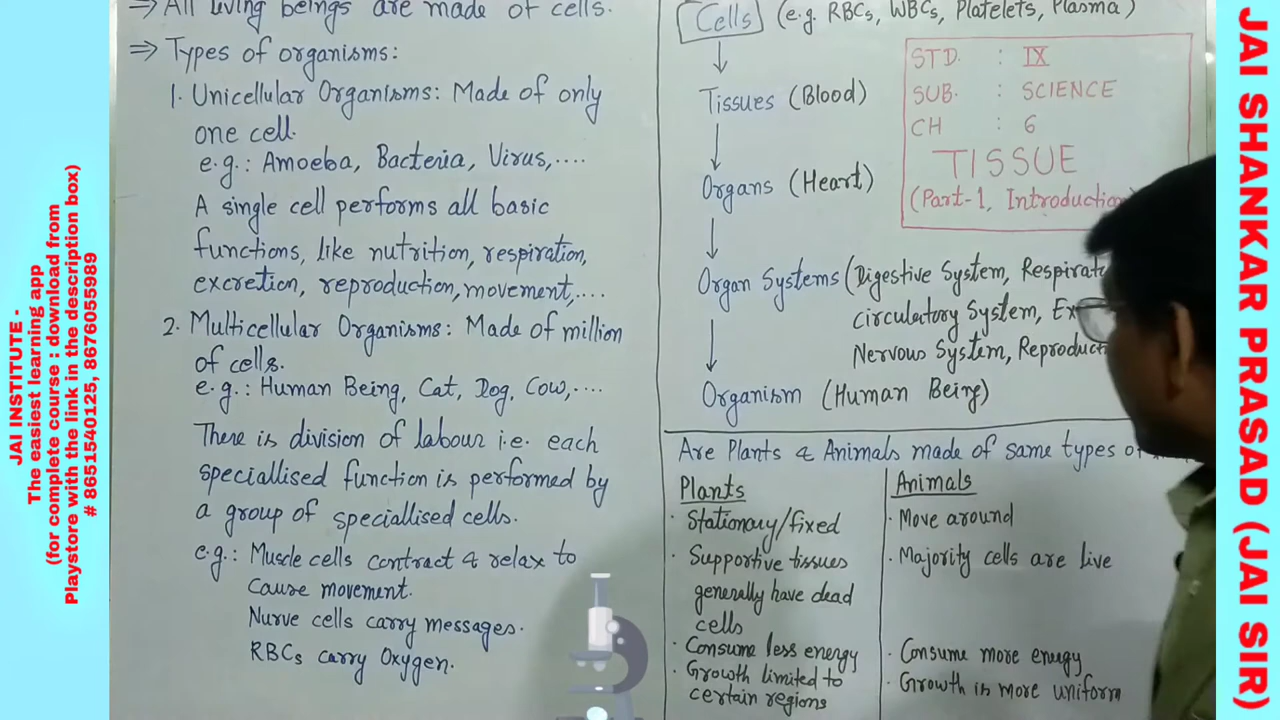 JAI INSTITUTE -
The easiest learning app
(for complete course : download from
Playstore with the link in the description box)
# 8651540125, 8676055989
⇒ All living beings are made of cells.
⇒ Types of organisms:
1. Unicellular Organisms: Made of only
one cell.
e.g.: Amoeba, Bacteria, Virus,....
A single cell performs all basic
functions, like nutrition, respiration,
excretion, reproduction, movement,....
2. Multicellular Organisms: Made of million
of cells.
e.g.: Human Being, Cat, Dog, Cow,....
There is division of labour i.e. each
speciallised function is performed by
a group of speciallised cells.
e.g.: Muscle cells contract & relax to
Cause movement.
Nurve cells carry messages.
RBCs carry Oxygen.
Cells (e.g. RBCs, WBCs, Platelets, Plasma)
↓
Tissues (Blood)
↓
Organs (Heart)
↓
Organ Systems (Digestive System,
Circulatory System,
Nervous System,
↓
Organism (Human Being)
STD. : IX
SUB. : SCIENCE
CH : 6
TISSUE
(Part-1, Introduction
Are Plants & Animals made of same types of
Plants
· Stationary/fixed
· Supportive tissues
generally have dead
cells
· Consume less energy
· Growth limited to
certain regions
Animals
· Move around
· Majority cells are live
· Consume more energy
· Growth is more uniform
JAI SHANKAR PRASAD (JAI SIR)